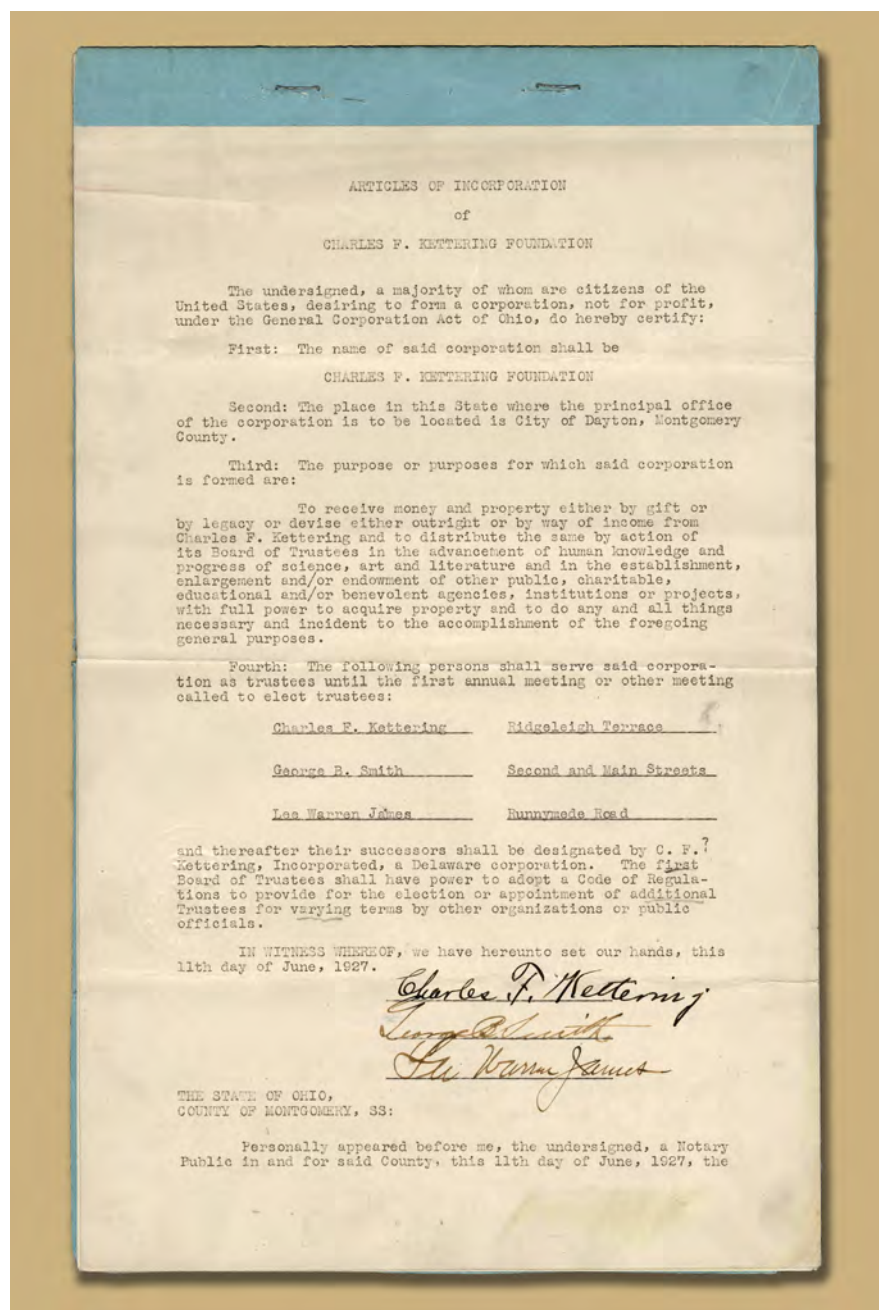 ARTICLES OF INCORPORATION
of
CHARLES F. KETTERING FOUNDATION
The undersigned, a majority of whom are citizens of the
United States, desiring to form a corporation, not for profit,
under the General Corporation Act of Ohio, do hereby certify:
First: The name of said corporation shall be
CHARLES F. KETTERING FOUNDATION
Second: The place in this State where the principal office
of the corporation is to be located is City of Dayton, Montgomery
County.
Third: The purpose or purposes for which said corporation
is formed are:
To receive money and property either by gift or
by legacy or devise either outright or by way of income from
Charles F. Kettering and to distribute the same by action of
its Board of Trustees in the advancement of human knowledge and
progress of science, art and literature and in the establishment,
enlargement and/or endowment of other public, charitable,
educational and/or benevolent agencies, institutions or projects,
with full power to acquire property and to do any and all things
necessary and incident to the accomplishment of the foregoing
general purposes.
Fourth: The following persons shall serve said corpora-
tion as trustees until the first annual meeting or other meeting
called to elect trustees:
Charles F. Kettering Ridgeleigh Terrace
George B. Smith Second and Main Streets
Lee Warren James Runnymede Road
and thereafter their successors shall be designated by C. F.?
Kettering, Incorporated, a Delaware corporation. The first
Board of Trustees shall have power to adopt a Code of Regula-
tions to provide for the election or appointment of additional
Trustees for varying terms by other organizations or public
officials.
IN WITNESS WHEREOF, we have hereunto set our hands, this
11th day of June, 1927.
Charles F. Kettering
George B. Smith
Lee Warren James
THE STATE OF OHIO,
COUNTY OF MONTGOMERY, SS:
Personally appeared before me, the undersigned, a Notary
Public in and for said County, this 11th day of June, 1927, the